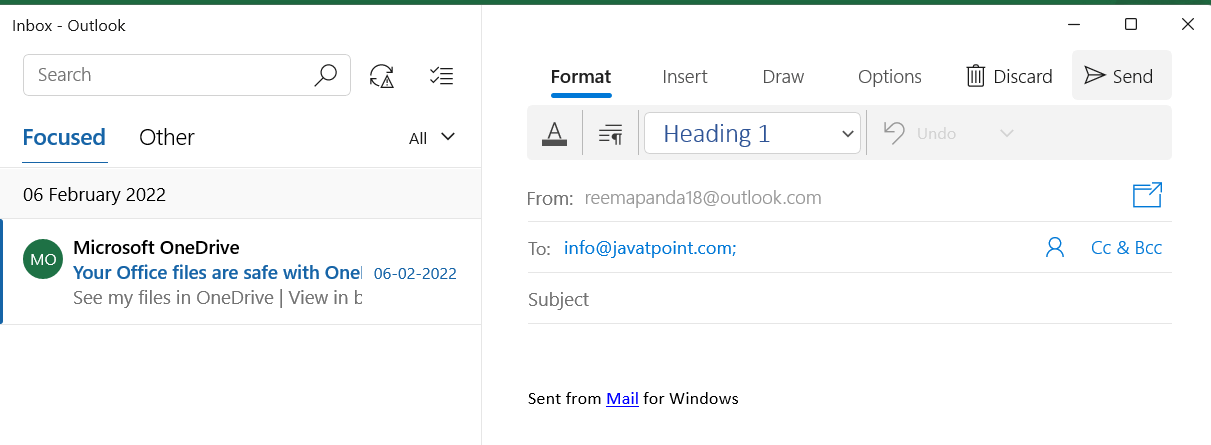 Inbox - Outlook
Search
Focused Other All
06 February 2022
MO
Microsoft OneDrive
Your Office files are safe with One 06-02-2022
See my files in OneDrive | View in b
Format Insert Draw Options Discard Send
A Heading 1 Undo
From: reemapanda18@outlook.com
To: info@javatpoint.com; Cc & Bcc
Subject
Sent from Mail for Windows